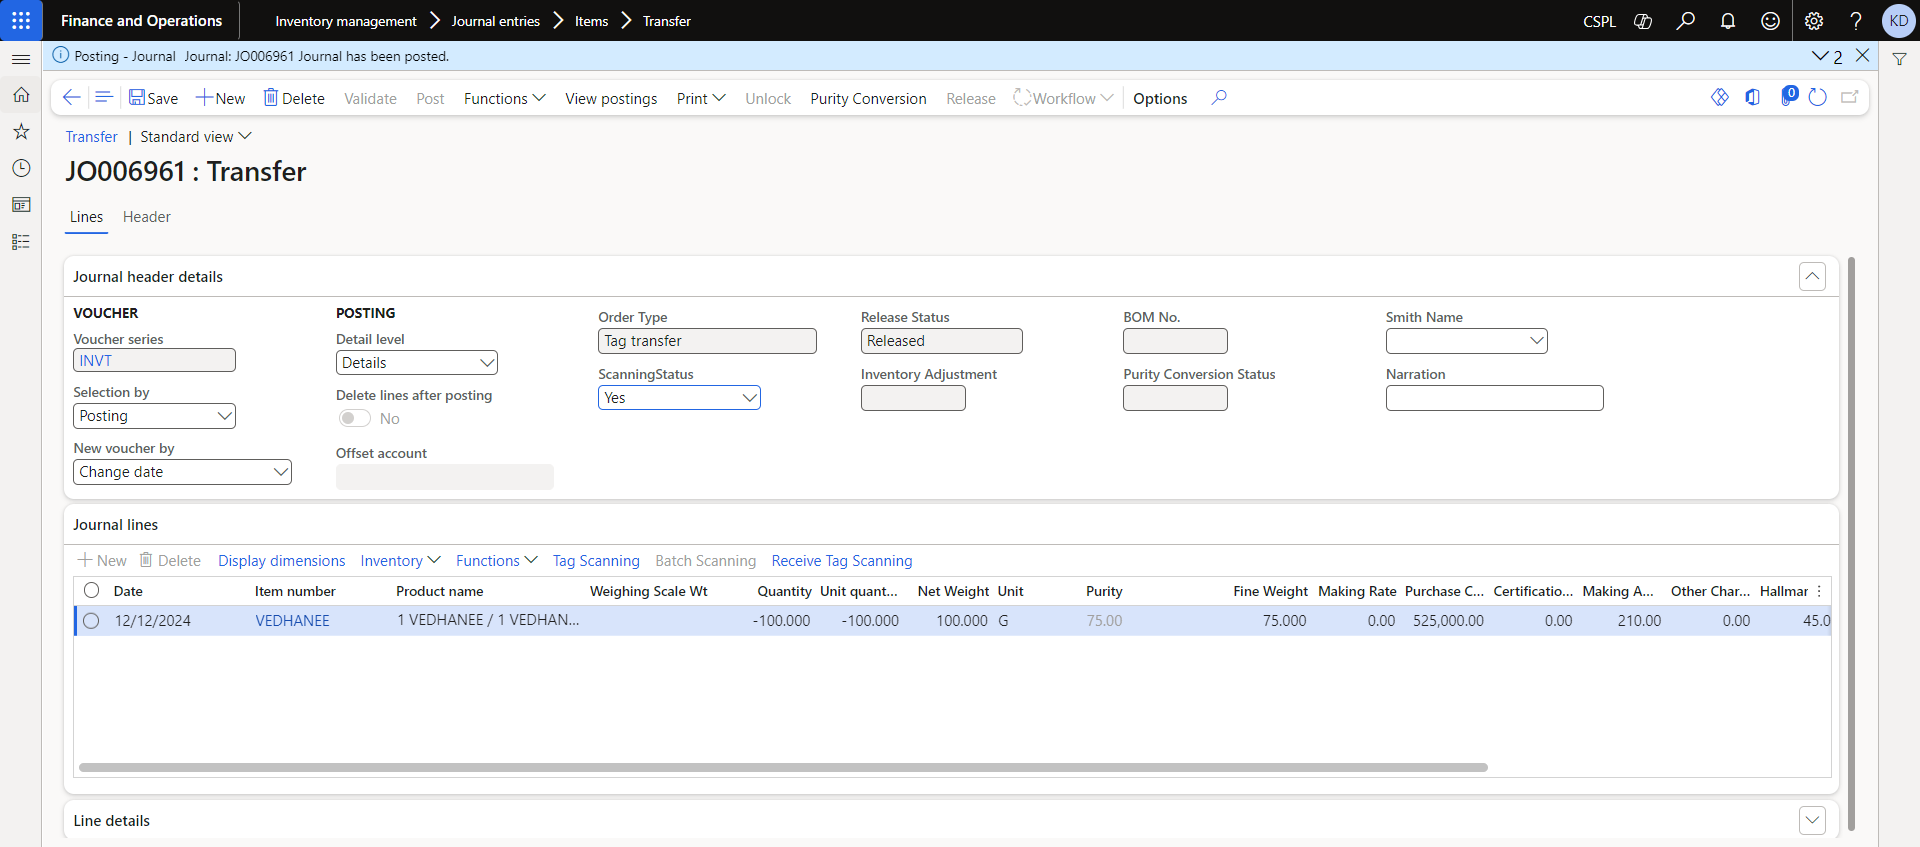 Finance and Operations
Inventory management
Journal entries
Items
Transfer
CSPL
KD
Posting - Journal   Journal: JO006961 Journal has been posted.
2
Save
New
Delete
Validate
Post
Functions
View postings
Print
Unlock
Purity Conversion
Release
Workflow
Options
0
Transfer | Standard view
JO006961 : Transfer
Lines
Header
Journal header details
VOUCHER
Voucher series
INVT
Selection by
Posting
New voucher by
Change date
POSTING
Detail level
Details
Delete lines after posting
No
Offset account
Order Type
Tag transfer
ScanningStatus
Yes
Release Status
Released
Inventory Adjustment
BOM No.
Purity Conversion Status
Smith Name
Narration
Journal lines
New   Delete   Display dimensions   Inventory   Functions   Tag Scanning   Batch Scanning   Receive Tag Scanning
Date   Item number   Product name   Weighing Scale Wt   Quantity   Unit quant...   Net Weight   Unit   Purity   Fine Weight   Making Rate   Purchase C...   Certificatio...   Making A...   Other Char...   Hallmar
12/12/2024   VEDHANEE   1 VEDHANEE / 1 VEDHAN...   -100.000   -100.000   100.000   G   75.00   75.000   0.00   525,000.00   0.00   210.00   0.00   45.0
Line details